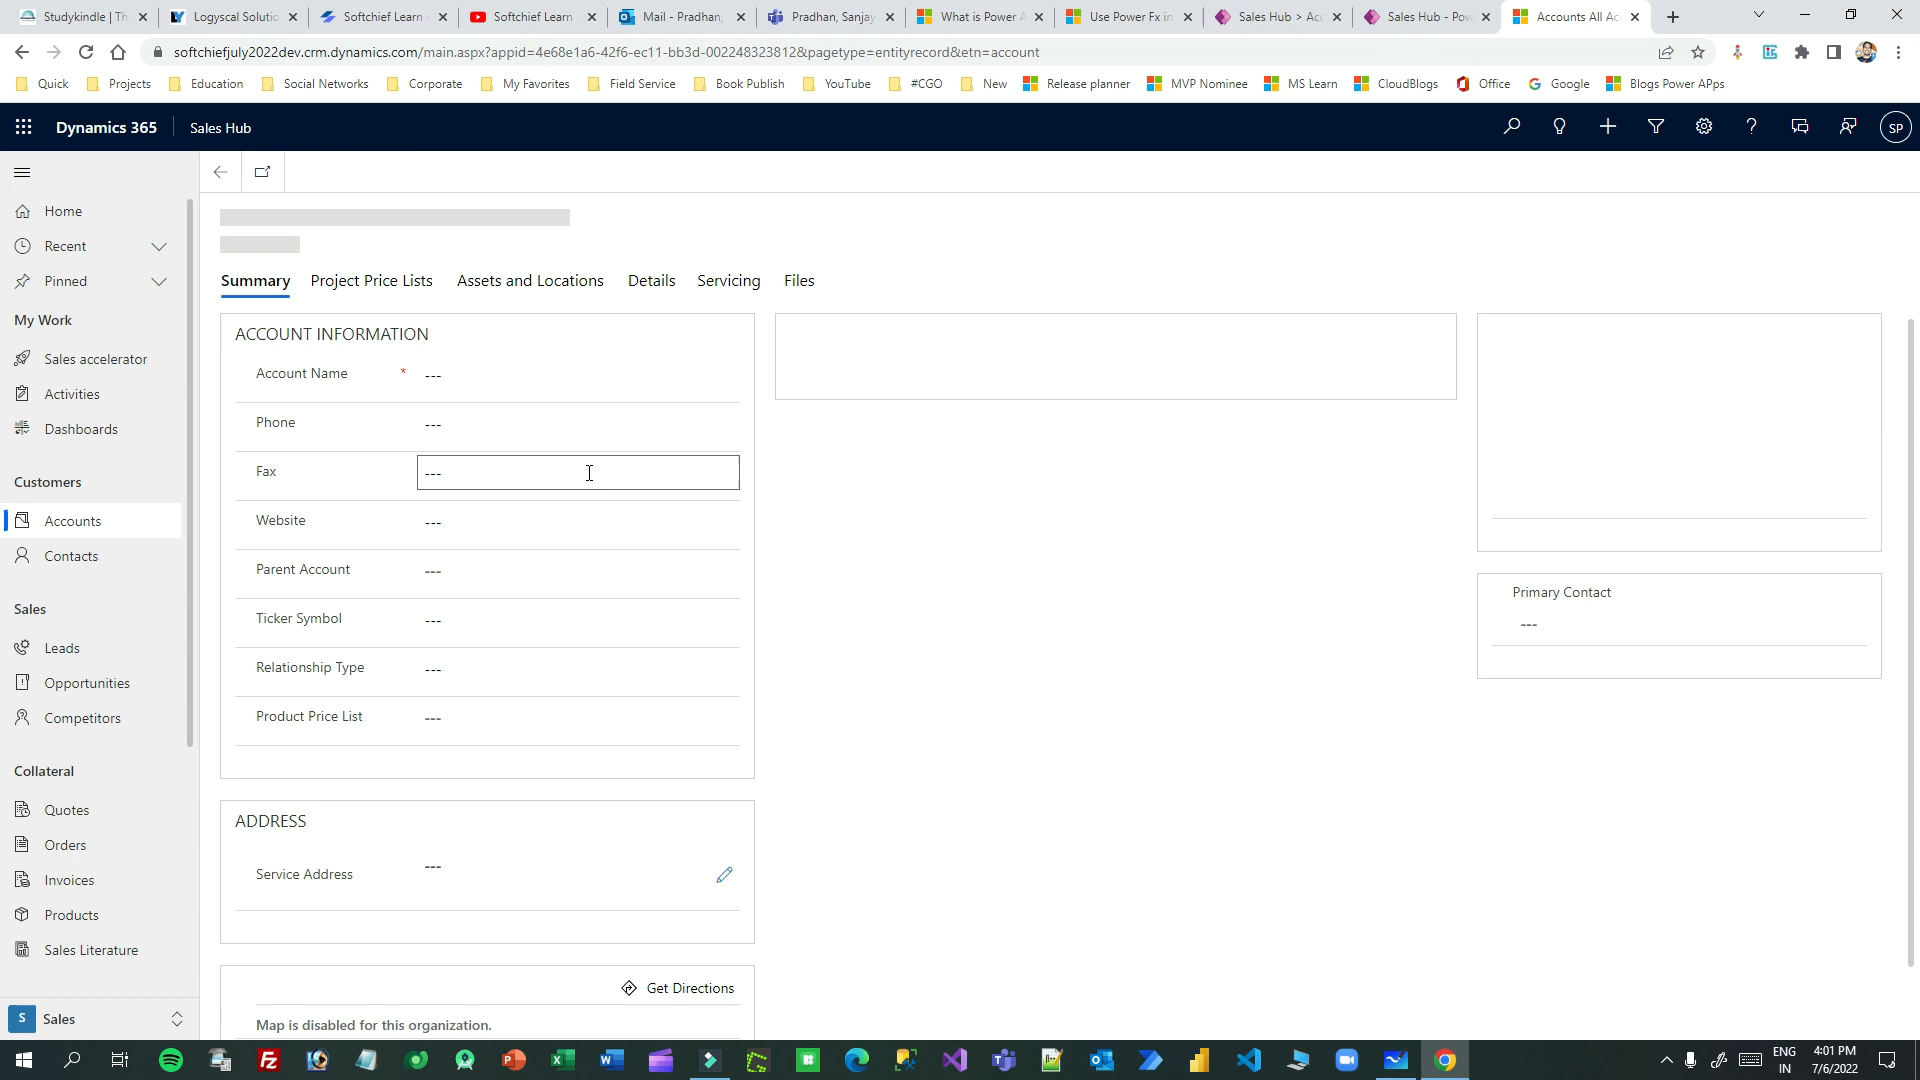 Studykindle | Th
Logyscal Solutio
Softchief Learn
Softchief Learn
Mail - Pradhan,
Pradhan, Sanjay
What is Power A
Use Power Fx in
Sales Hub > Acc
Sales Hub - Pow
Accounts All Ac
softchiefjuly2022dev.crm.dynamics.com/main.aspx?appid=4e68e1a6-42f6-ec11-bb3d-002248323812&pagetype=entityrecord&etn=account
Quick
Projects
Education
Social Networks
Corporate
My Favorites
Field Service
Book Publish
YouTube
#CGO
New
Release planner
MVP Nominee
MS Learn
CloudBlogs
Office
Google
Blogs Power APps
Dynamics 365
Sales Hub
SP
Home
Recent
Pinned
My Work
Sales accelerator
Activities
Dashboards
Customers
Accounts
Contacts
Sales
Leads
Opportunities
Competitors
Collateral
Quotes
Orders
Invoices
Products
Sales Literature
S Sales
Summary
Project Price Lists
Assets and Locations
Details
Servicing
Files
ACCOUNT INFORMATION
Account Name * ---
Phone ---
Fax ---
Website ---
Parent Account ---
Ticker Symbol ---
Relationship Type ---
Product Price List ---
ADDRESS
Service Address ---
Get Directions
Map is disabled for this organization.
Primary Contact
---
ENG
IN
4:01 PM
7/6/2022